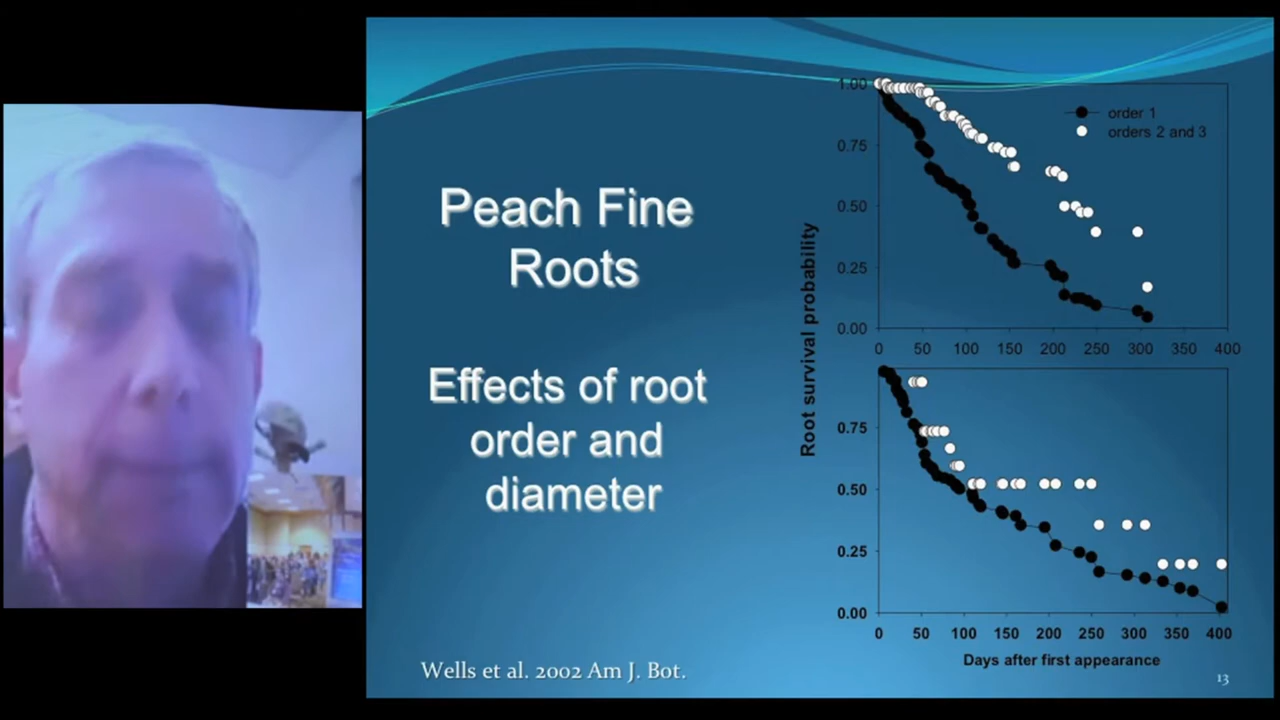 Peach Fine
Roots
Effects of root
order and
diameter
Wells et al. 2002 Am J. Bot.
Root survival probability
1.00
0.75
0.50
0.25
0.00
order 1
orders 2 and 3
0 50 100 150 200 250 300 350 400
0.75
0.50
0.25
0.00
0 50 100 150 200 250 300 350 400
Days after first appearance
13